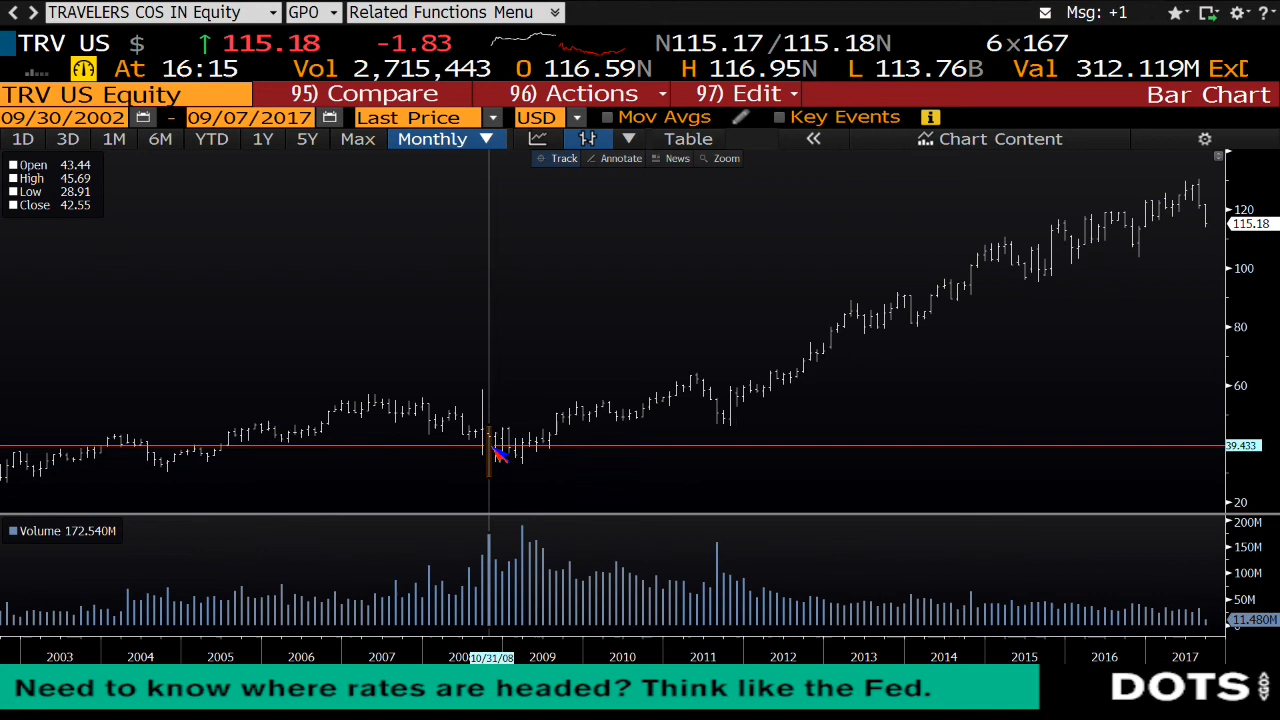 TRAVELERS COS IN Equity GPO Related Functions Menu Msg: +1 ?
TRV US $ ↑ 115.18 -1.83 N115.17/115.18N 6x167
At 16:15 Vol 2,715,443 O 116.59N H 116.95N L 113.76B Val 312.119M ExD
TRV US Equity 95) Compare 96) Actions 97) Edit Bar Chart
09/30/2002 - 09/07/2017 Last Price USD Mov Avgs Key Events i
1D 3D 1M 6M YTD 1Y 5Y Max Monthly ▼ Table « Chart Content
Track Annotate News Zoom
Open 43.44
High 45.69
Low 28.91
Close 42.55
120
115.18
100
80
60
39.433
20
Volume 172.540M
200M
150M
100M
50M
11.480M
0
2003 2004 2005 2006 2007 200 10/31/08 2009 2010 2011 2012 2013 2014 2015 2016 2017
Need to know where rates are headed? Think like the Fed.
DOTS